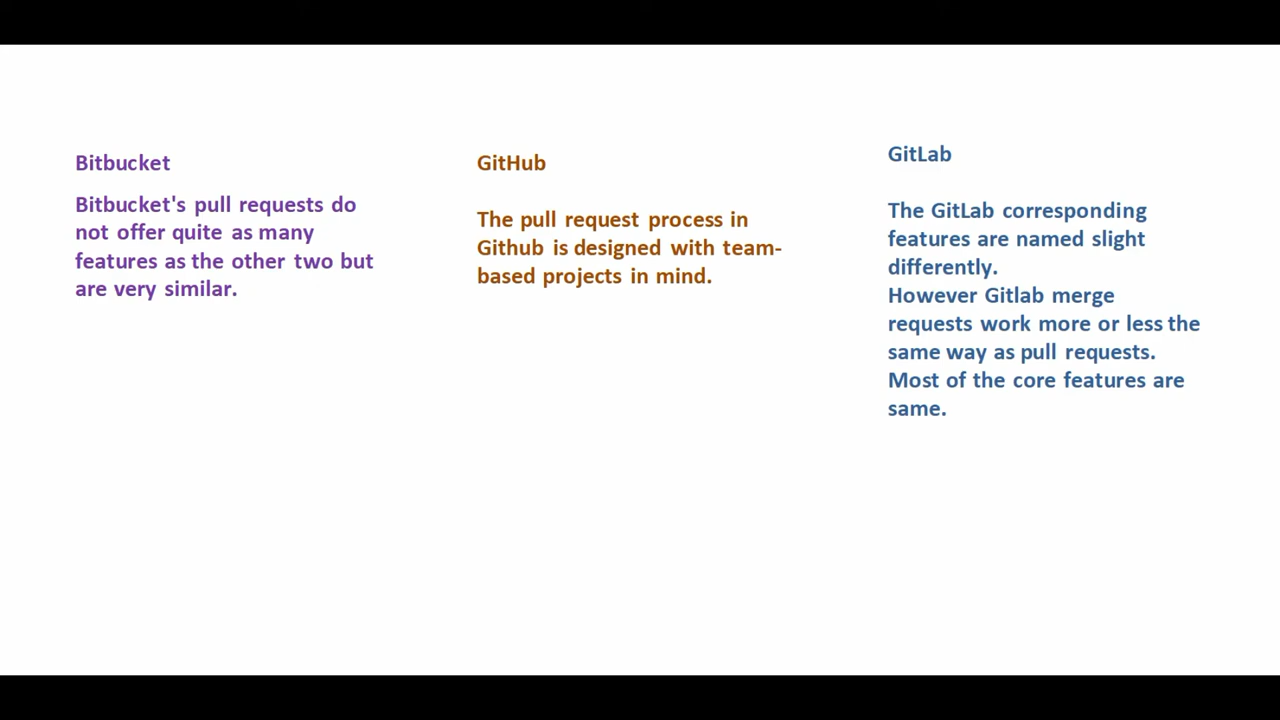 Bitbucket
Bitbucket's pull requests do
not offer quite as many
features as the other two but
are very similar.
GitHub
The pull request process in
Github is designed with team-
based projects in mind.
GitLab
The GitLab corresponding
features are named slight
differently.
However Gitlab merge
requests work more or less the
same way as pull requests.
Most of the core features are
same.